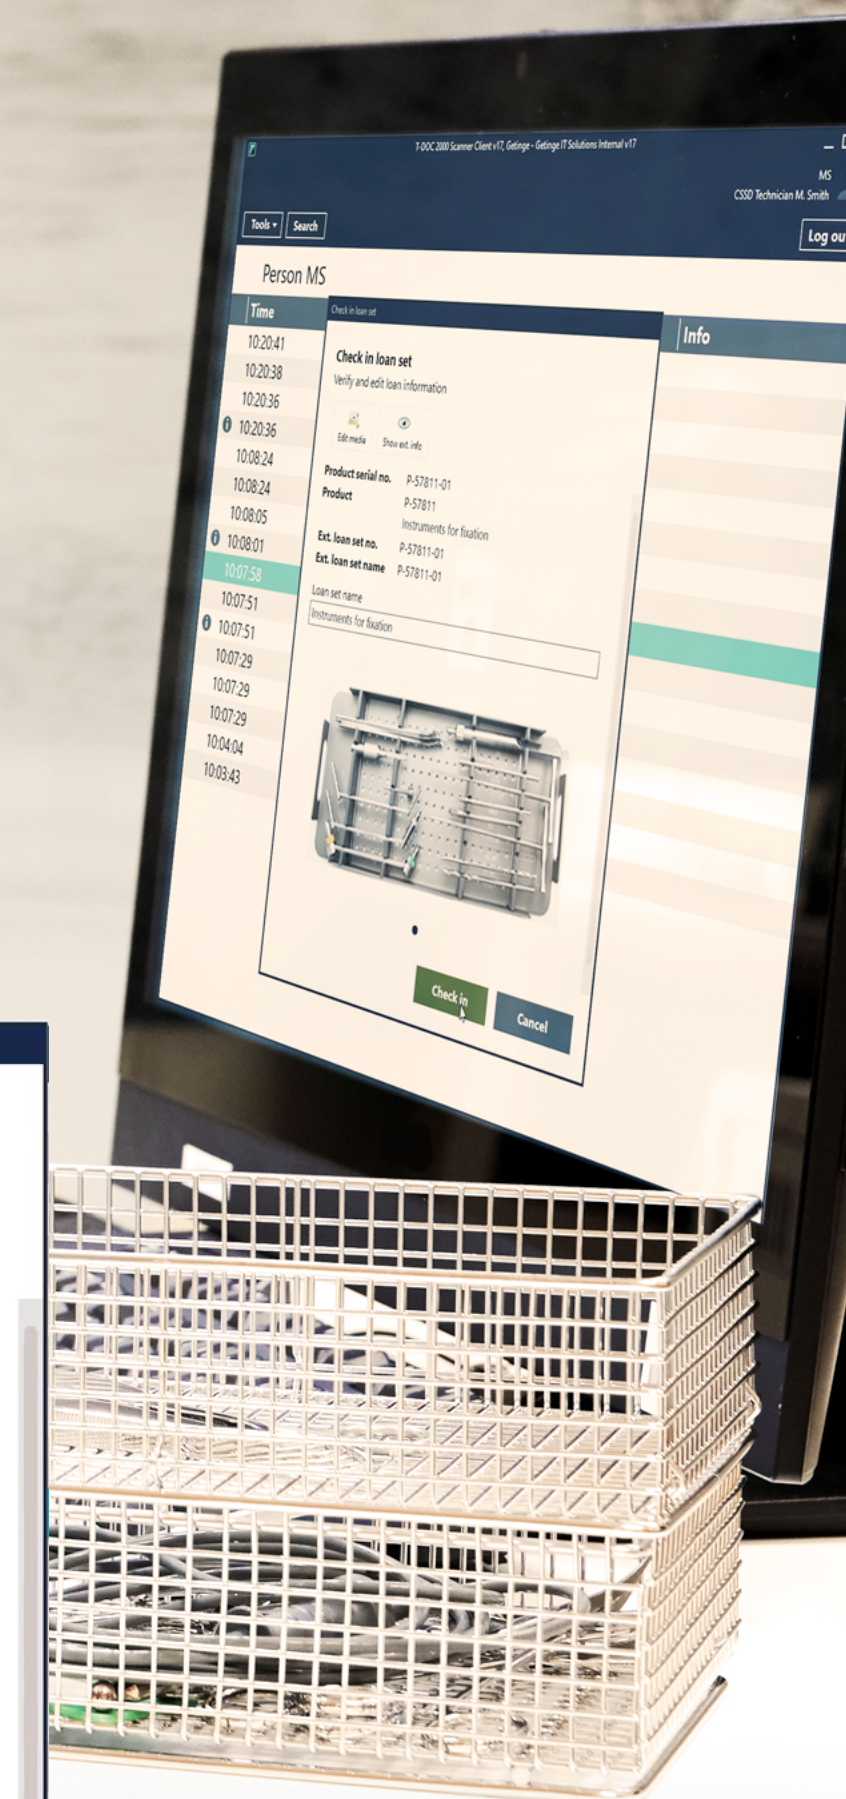 T-DOC 2000 Scanner Client v17, Getinge - Getinge IT Solutions Internal v17
MS
CSSD Technician M. Smith
Tools
Search
Log ou
Person MS
Time
Info
10:20:41
10:20:38
10:20:36
10:20:36
10:08:24
10:08:24
10:08:05
10:08:01
10:07:58
10:07:51
10:07:51
10:07:29
10:07:29
10:07:29
10:04:04
10:03:43
Check in loan set
Check in loan set
Verify and edit loan information
Edit media
Show ext. info
Product serial no. P-57811-01
Product P-57811
Instruments for fixation
Ext. loan set no. P-57811-01
Ext. loan set name P-57811-01
Loan set name
Instruments for fixation
Check in
Cancel